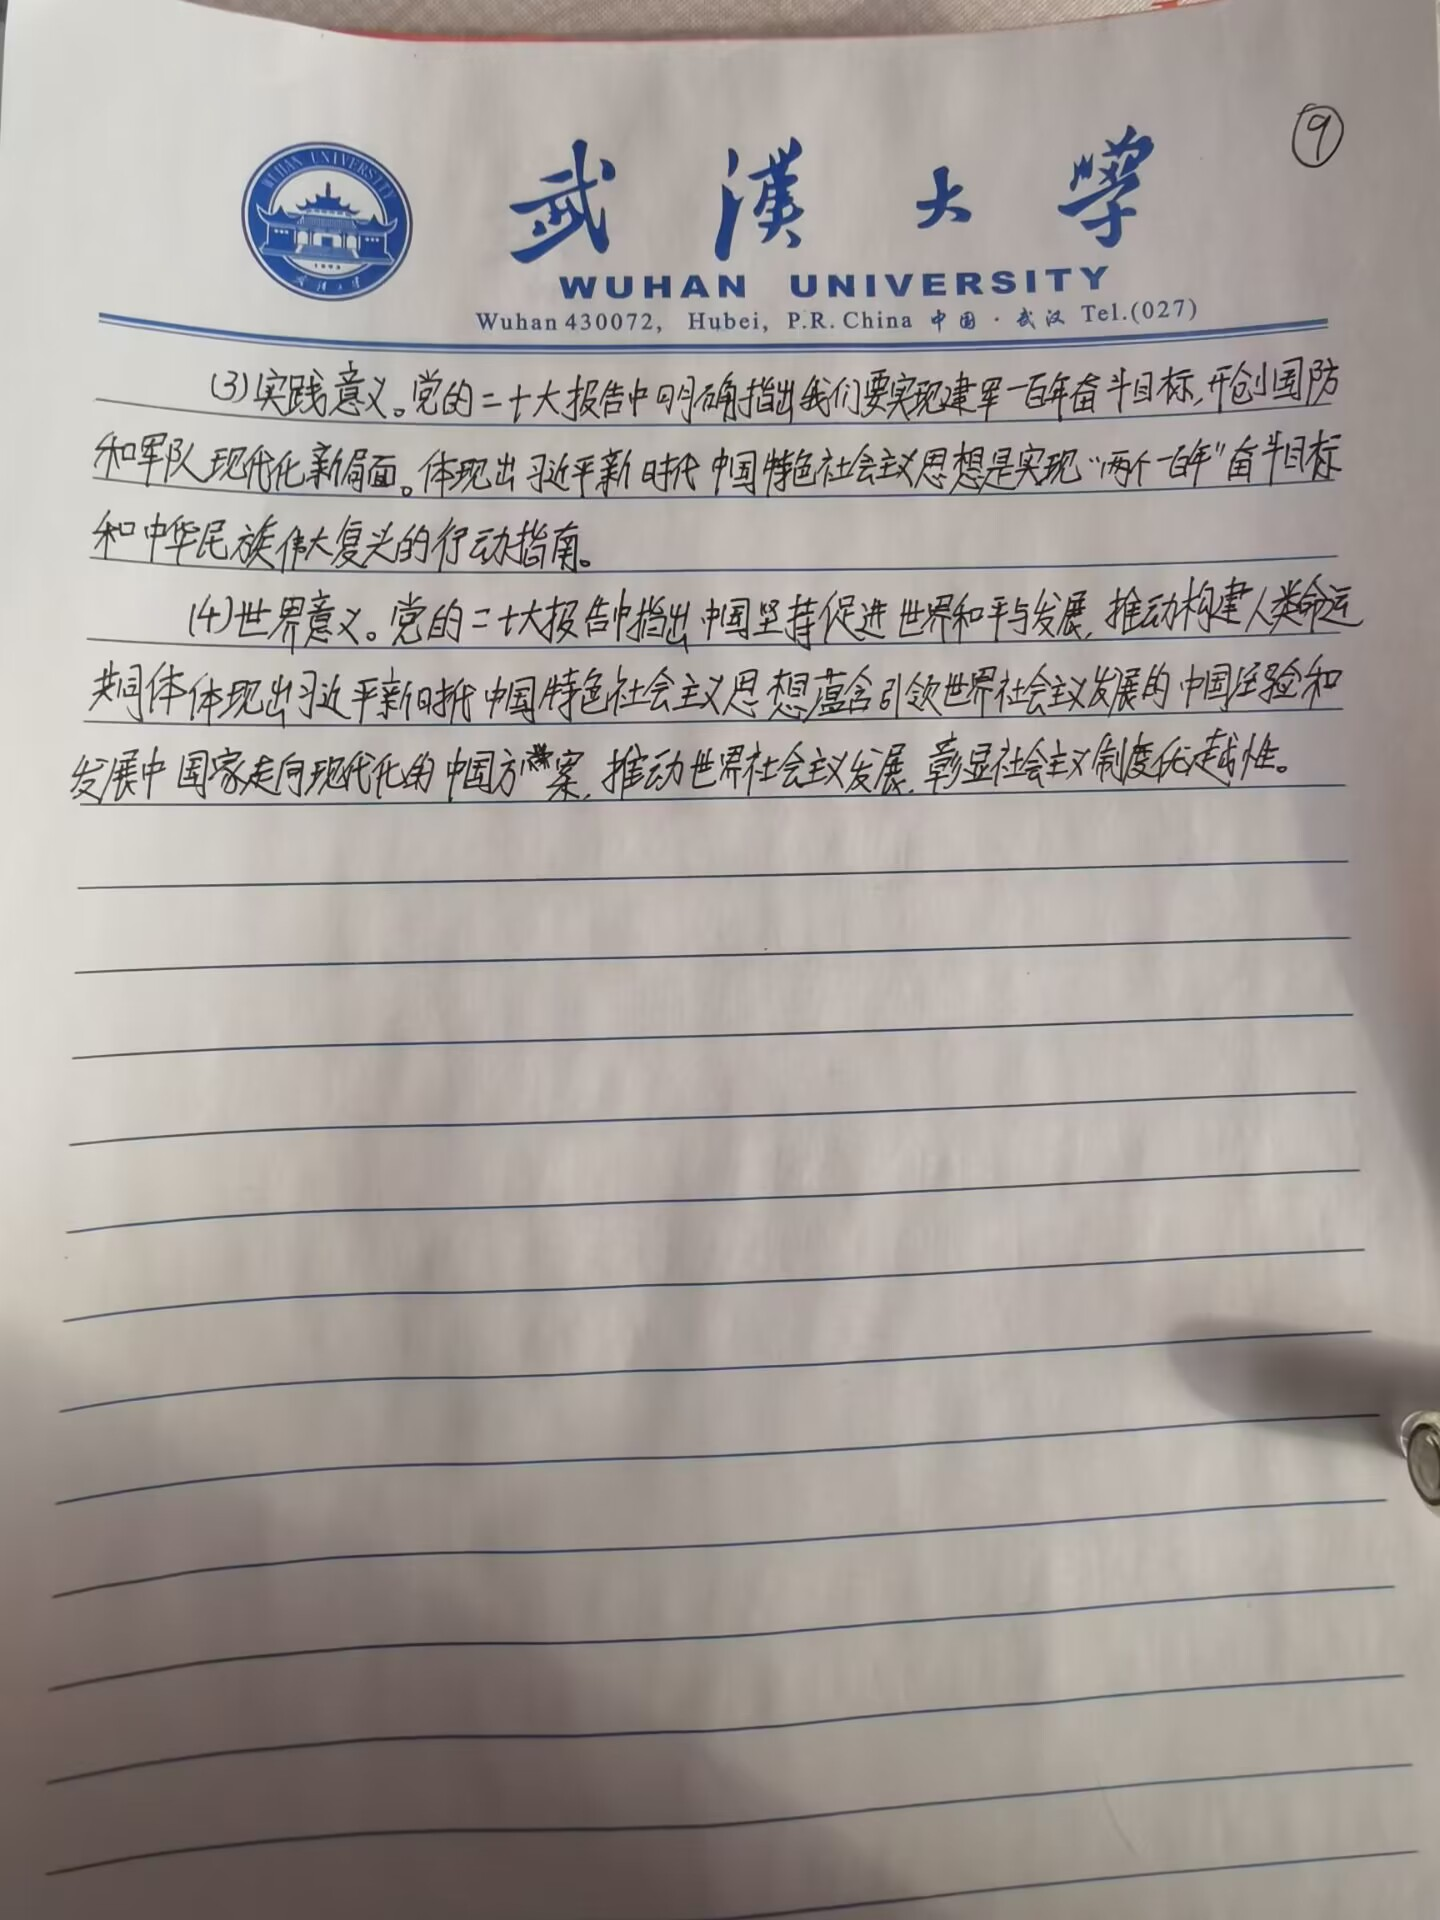 9
WUHAN UNIVERSITY
1893
武汉大学
武漢大學
WUHAN UNIVERSITY
Wuhan 430072, Hubei, P.R. China 中国·武汉 Tel.(027)
(3)实践意义。党的二十大报告中明确指出我们要实现建军一百年奋斗目标,开创国防
和军队现代化新局面。体现出习近平新时代中国特色社会主义思想是实现“两个一百年”奋斗目标
和中华民族伟大复兴的行动指南。
(4)世界意义。党的二十大报告中指出中国坚持促进世界和平与发展,推动构建人类命运
共同体体现出习近平新时代中国特色社会主义思想蕴含引领世界社会主义发展的中国经验和
发展中国家走向现代化的中国方案,推动世界社会主义发展,彰显社会主义制度优越性。